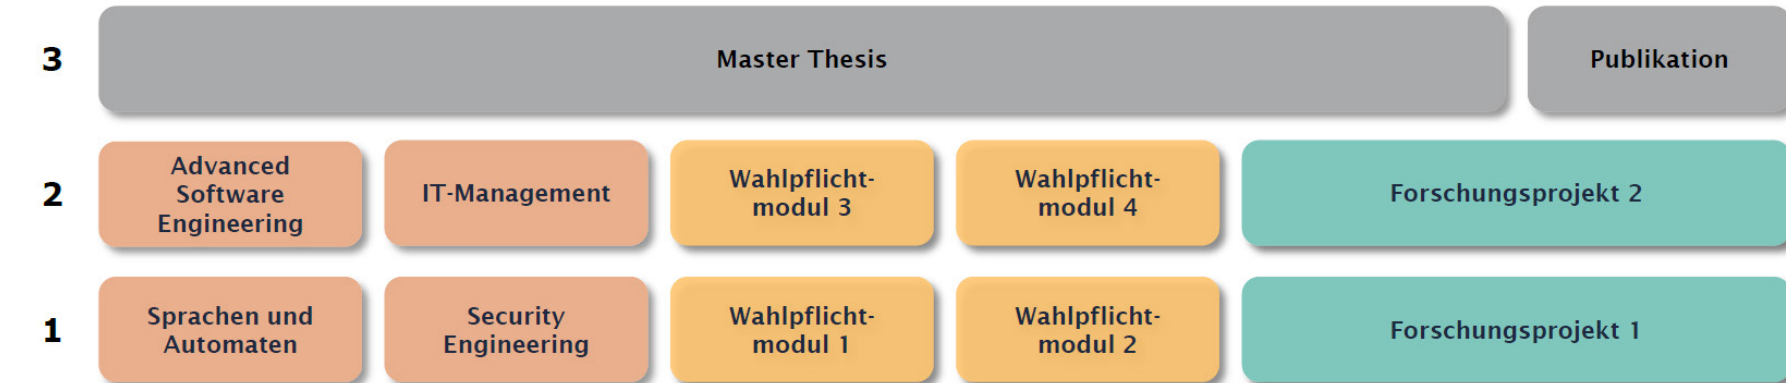 3
Master Thesis
Publikation
2
Advanced
Software
Engineering
IT-Management
Wahlpflicht-
modul 3
Wahlpflicht-
modul 4
Forschungsprojekt 2
1
Sprachen und
Automaten
Security
Engineering
Wahlpflicht-
modul 1
Wahlpflicht-
modul 2
Forschungsprojekt 1